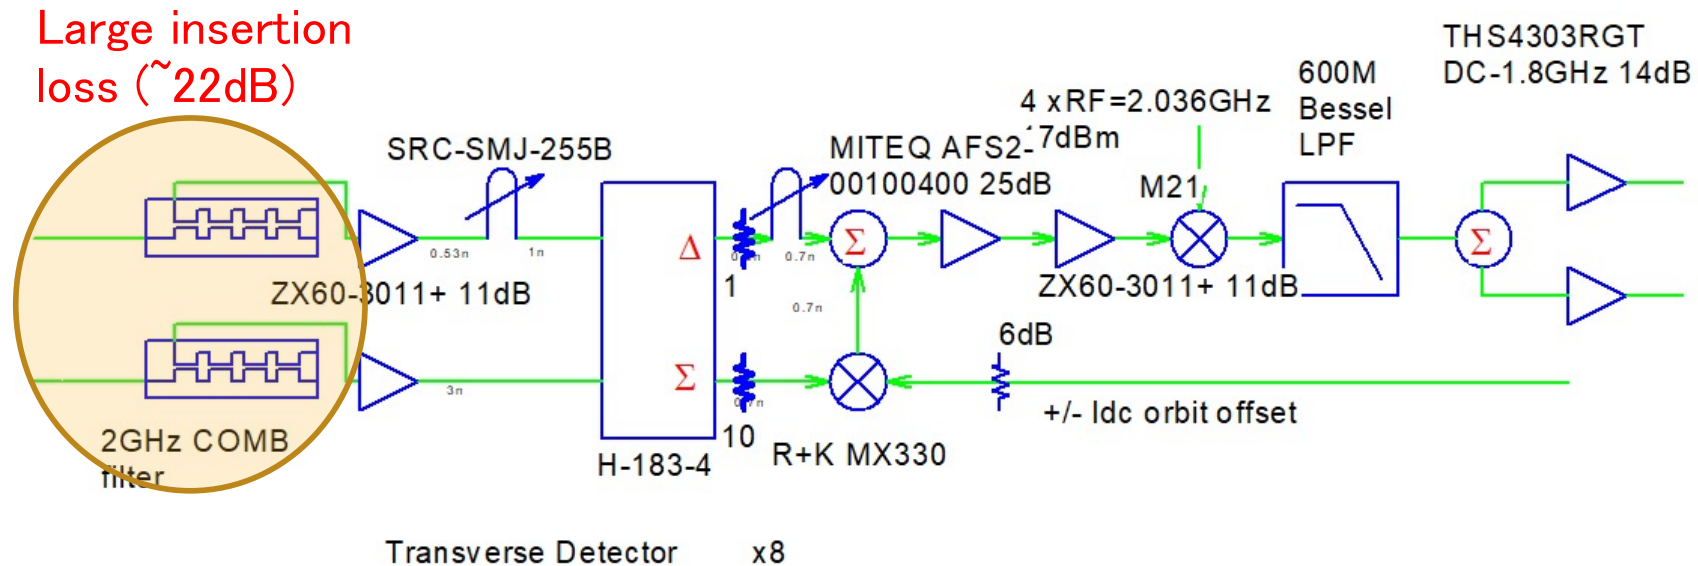 Large insertion
loss (~22dB)
SRC-SMJ-255B
ZX60-3011+ 11dB
0.53n
1n
3n
2GHz COMB
filter
H-183-4
Δ
Σ
1
10
0.7n
0.7n
MITEQ AFS2-
00100400 25dB
4 xRF=2.036GHz
7dBm
M21
Σ
ZX60-3011+ 11dB
R+K MX330
6dB
+/- Idc orbit offset
600M
Bessel
LPF
THS4303RGT
DC-1.8GHz 14dB
Σ
Transverse Detector x8